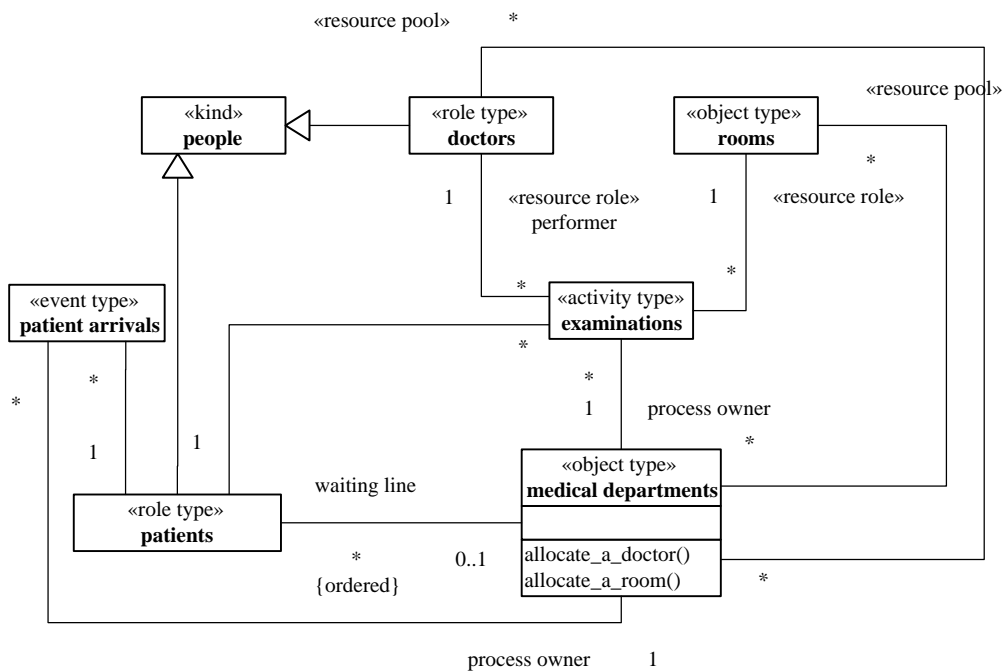 «resource pool» *
«resource pool»
«kind»
people
«role type»
doctors
«object type»
rooms
*
1
«resource role»
performer
1
«resource role»
*
*
«event type»
patient arrivals
«activity type»
examinations
*
*
*
*
1
process owner
*
1
1
waiting line
«object type»
medical departments
«role type»
patients
*
{ordered}
0..1
allocate_a_doctor()
allocate_a_room()
*
process owner 1